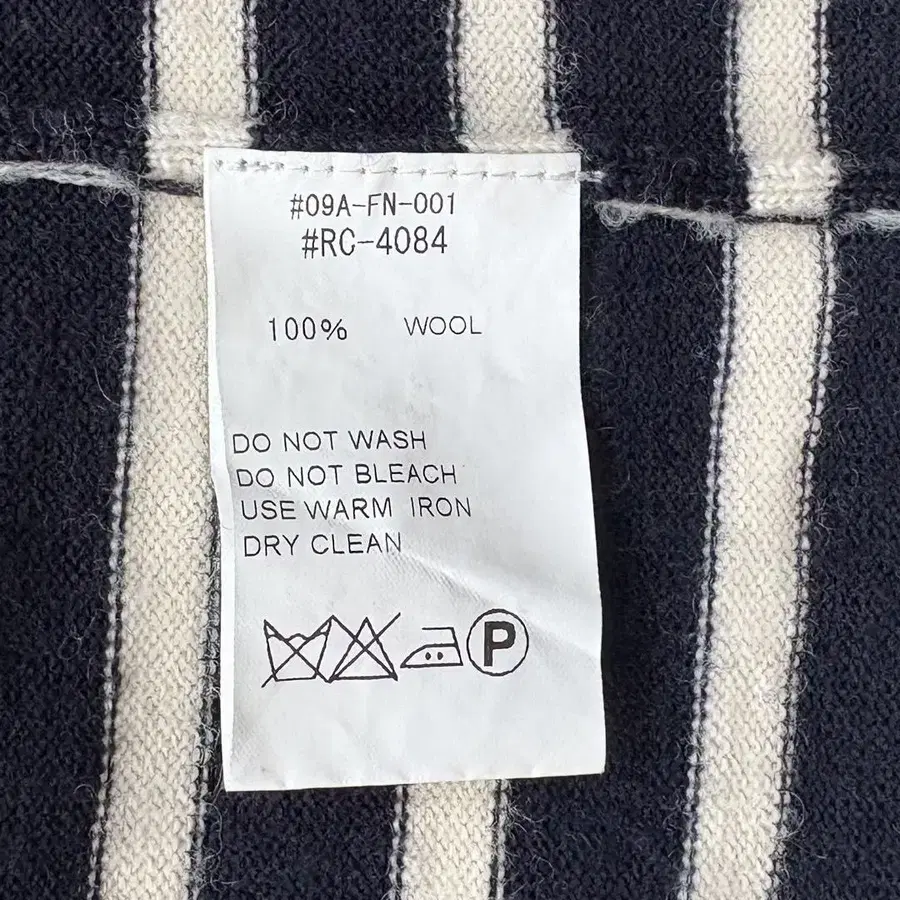 #09A-FN-001
#RC-4084
100% WOOL
DO NOT WASH
DO NOT BLEACH
USE WARM IRON
DRY CLEAN
P